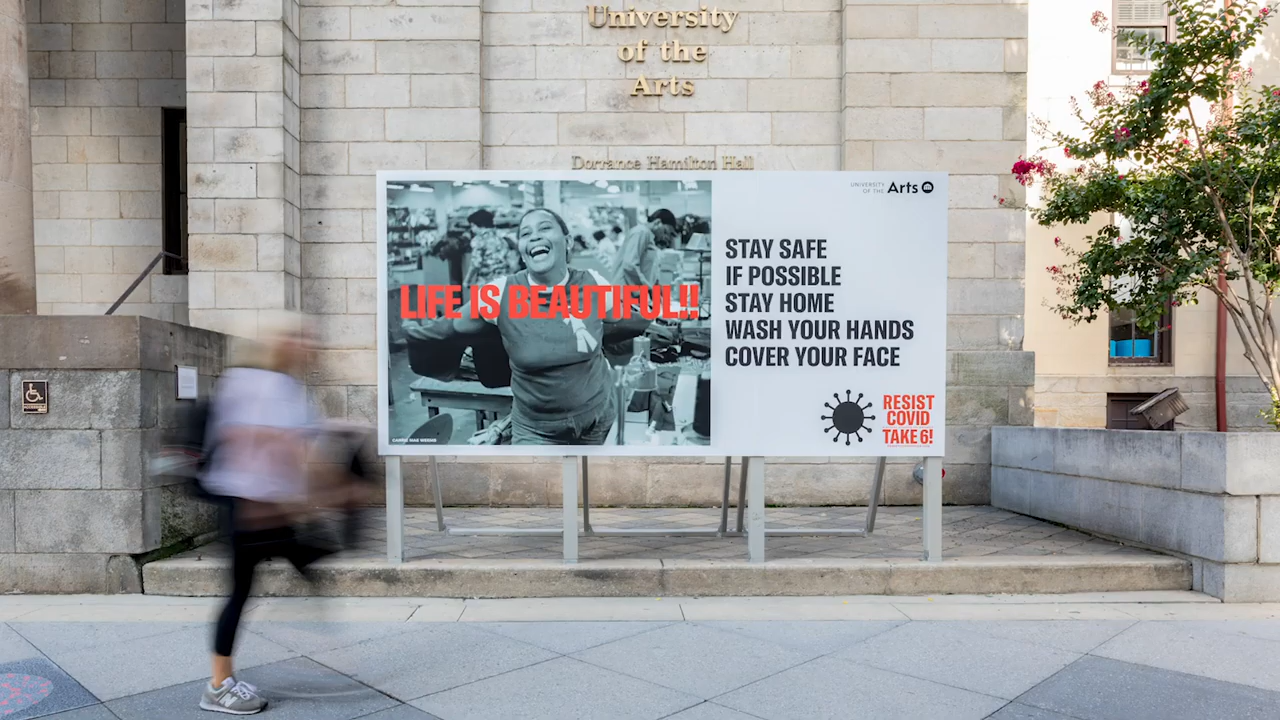 University
of the
Arts
Dorrance Hamilton Hall
UNIVERSITY
OF THE
Arts
LIFE IS BEAUTIFUL!!
STAY SAFE
IF POSSIBLE
STAY HOME
WASH YOUR HANDS
COVER YOUR FACE
RESIST
COVID
TAKE 6!
CARRIE MAE WEEMS
N